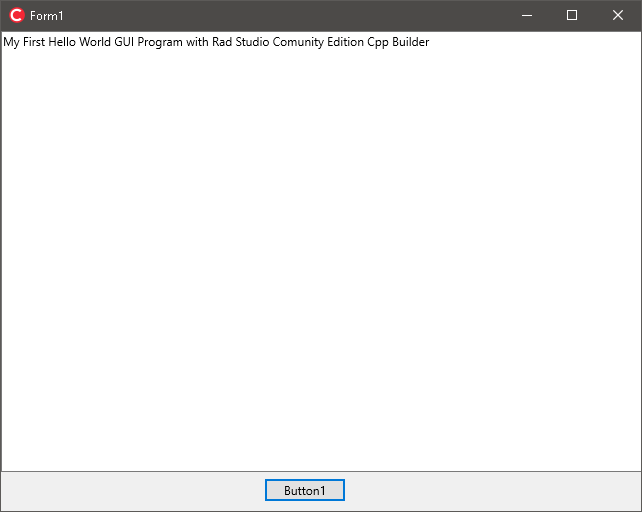 Form1
My First Hello World GUI Program with Rad Studio Comunity Edition Cpp Builder
Button1